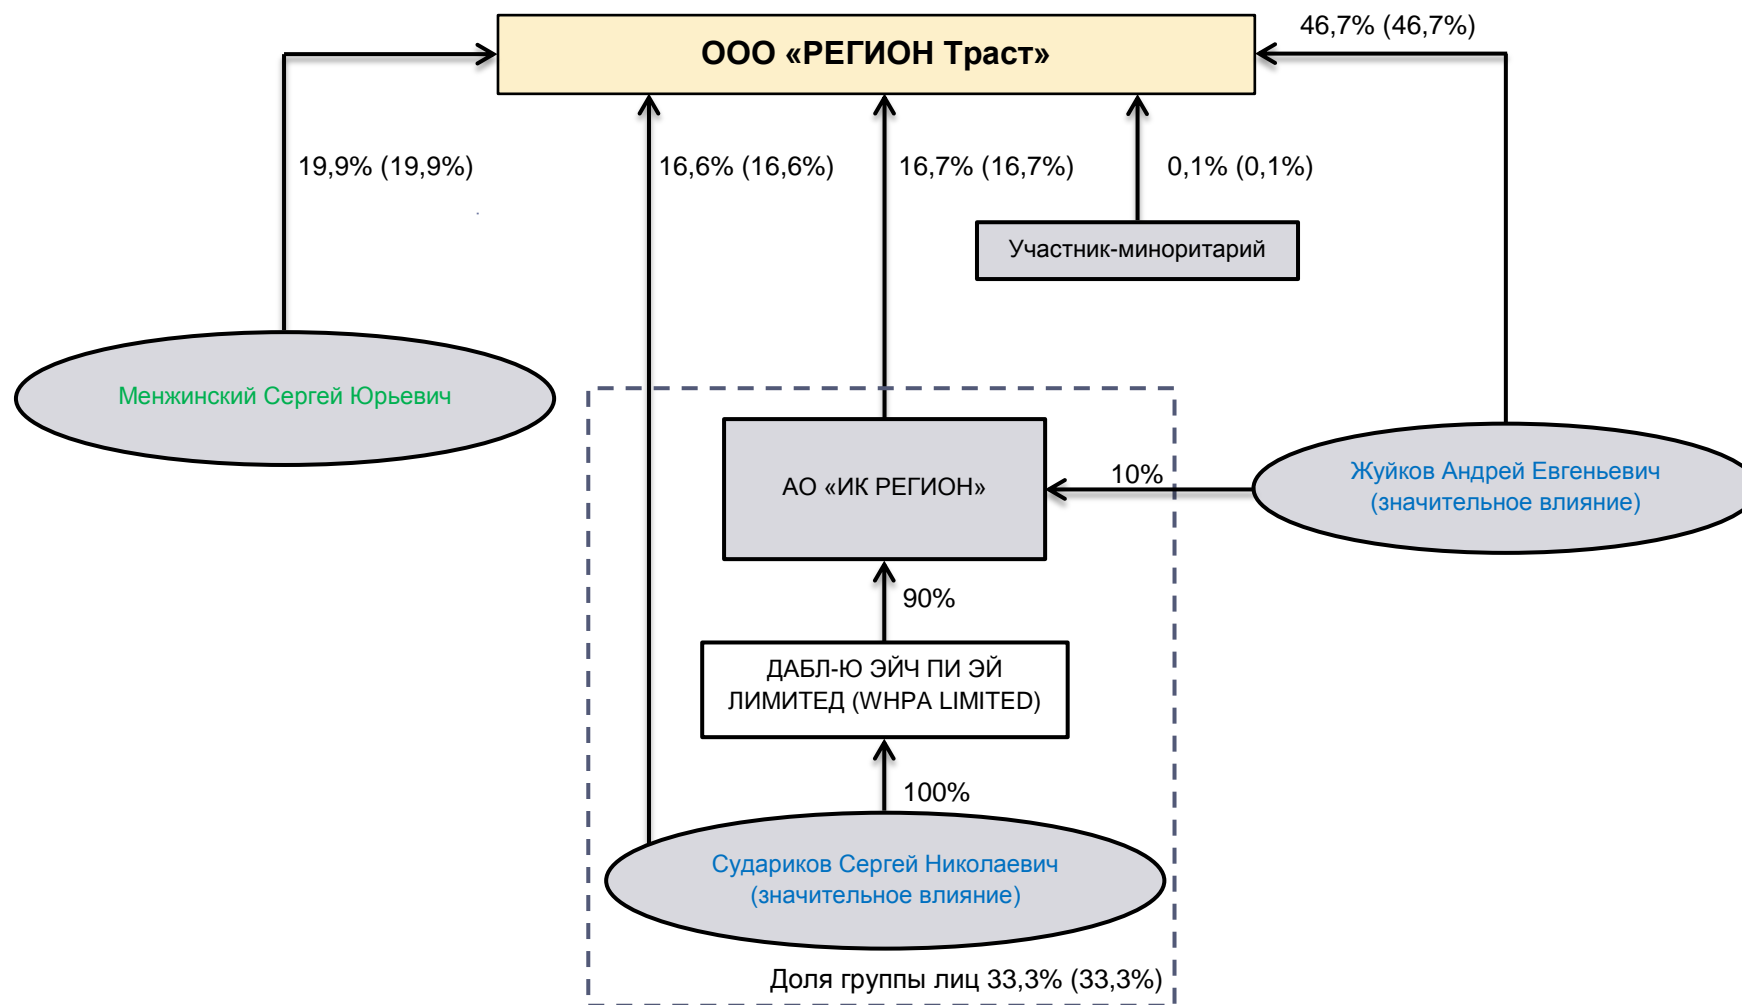 46,7% (46,7%)
ООО «РЕГИОН Траст»
19,9% (19,9%)
16,6% (16,6%)
16,7% (16,7%)
0,1% (0,1%)
Участник-миноритарий
Менжинский Сергей Юрьевич
АО «ИК РЕГИОН»
10%
Жуйков Андрей Евгеньевич
(значительное влияние)
90%
ДАБЛ-Ю ЭЙЧ ПИ ЭЙ
ЛИМИТЕД (WHPA LIMITED)
100%
Судариков Сергей Николаевич
(значительное влияние)
Доля группы лиц 33,3% (33,3%)